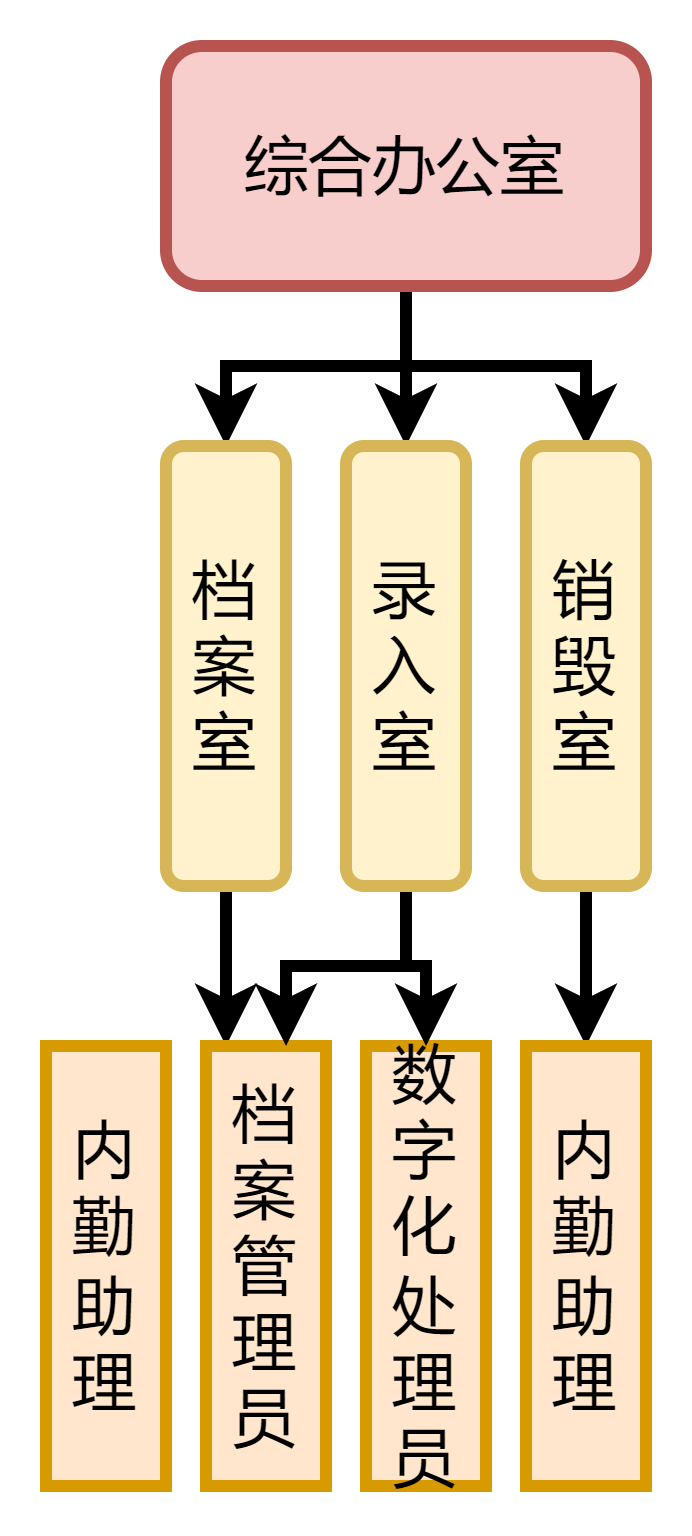 综合办公室
档案室
录入室
销毁室
内勤助理
档案管理员
数字化处理员
内勤助理